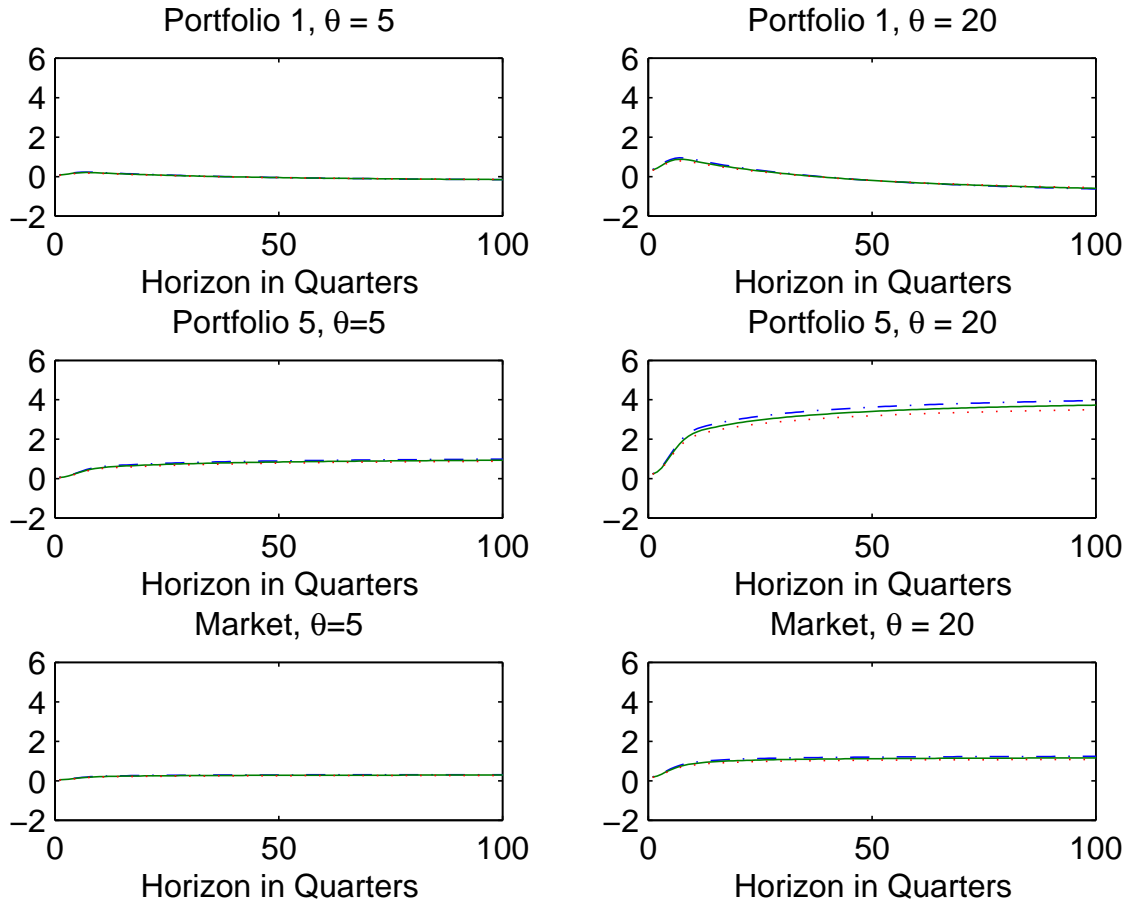 Portfolio 1, θ = 5
6
4
2
0
−2
0 50 100
Horizon in Quarters
Portfolio 1, θ = 20
6
4
2
0
−2
0 50 100
Horizon in Quarters
Portfolio 5, θ=5
6
4
2
0
−2
0 50 100
Horizon in Quarters
Portfolio 5, θ = 20
6
4
2
0
−2
0 50 100
Horizon in Quarters
Market, θ=5
6
4
2
0
−2
0 50 100
Horizon in Quarters
Market, θ = 20
6
4
2
0
−2
0 50 100
Horizon in Quarters